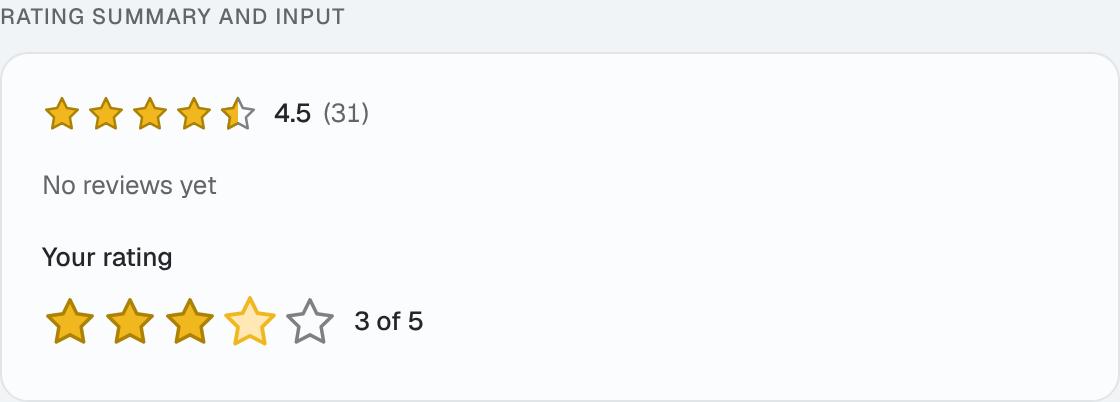 RATING SUMMARY AND INPUT
4.5 (31)
No reviews yet
Your rating
3 of 5